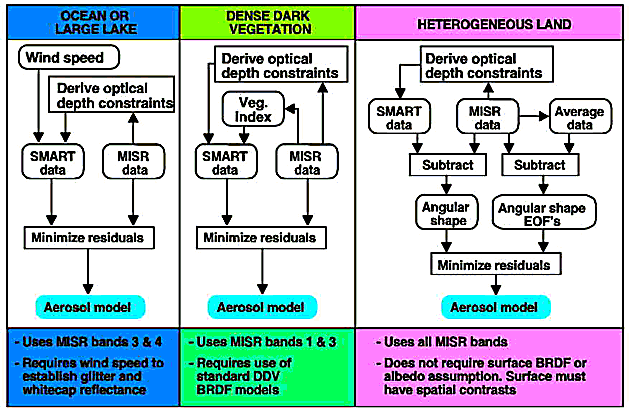 OCEAN OR
LARGE LAKE
Wind speed
Derive optical
depth constraints
SMART
data
MISR
data
Minimize residuals
Aerosol model
- Uses MISR bands 3 & 4
- Requires wind speed to
establish glitter and
whitecap reflectance
DENSE DARK
VEGETATION
Derive optical
depth constraints
Veg.
Index
SMART
data
MISR
data
Minimize residuals
Aerosol model
- Uses MISR bands 1 & 3
- Requires use of
standard DDV
BRDF models
HETEROGENEOUS LAND
Derive optical
depth constraints
SMART
data
MISR
data
Average
data
Subtract
Subtract
Angular
shape
Angular shape
EOF's
Minimize residuals
Aerosol model
- Uses all MISR bands
- Does not require surface BRDF or
albedo assumption. Surface must
have spatial contrasts